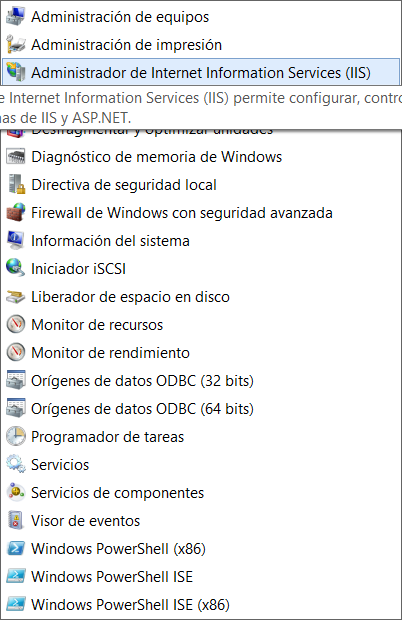 Administración de equipos
Administración de impresión
Administrador de Internet Information Services (IIS)
e Internet Information Services (IIS) permite configurar, contro
nas de IIS y ASP.NET.
Desfragmentar y optimizar unidades
Diagnóstico de memoria de Windows
Directiva de seguridad local
Firewall de Windows con seguridad avanzada
Información del sistema
Iniciador iSCSI
Liberador de espacio en disco
Monitor de recursos
Monitor de rendimiento
Orígenes de datos ODBC (32 bits)
Orígenes de datos ODBC (64 bits)
Programador de tareas
Servicios
Servicios de componentes
Visor de eventos
Windows PowerShell (x86)
Windows PowerShell ISE
Windows PowerShell ISE (x86)